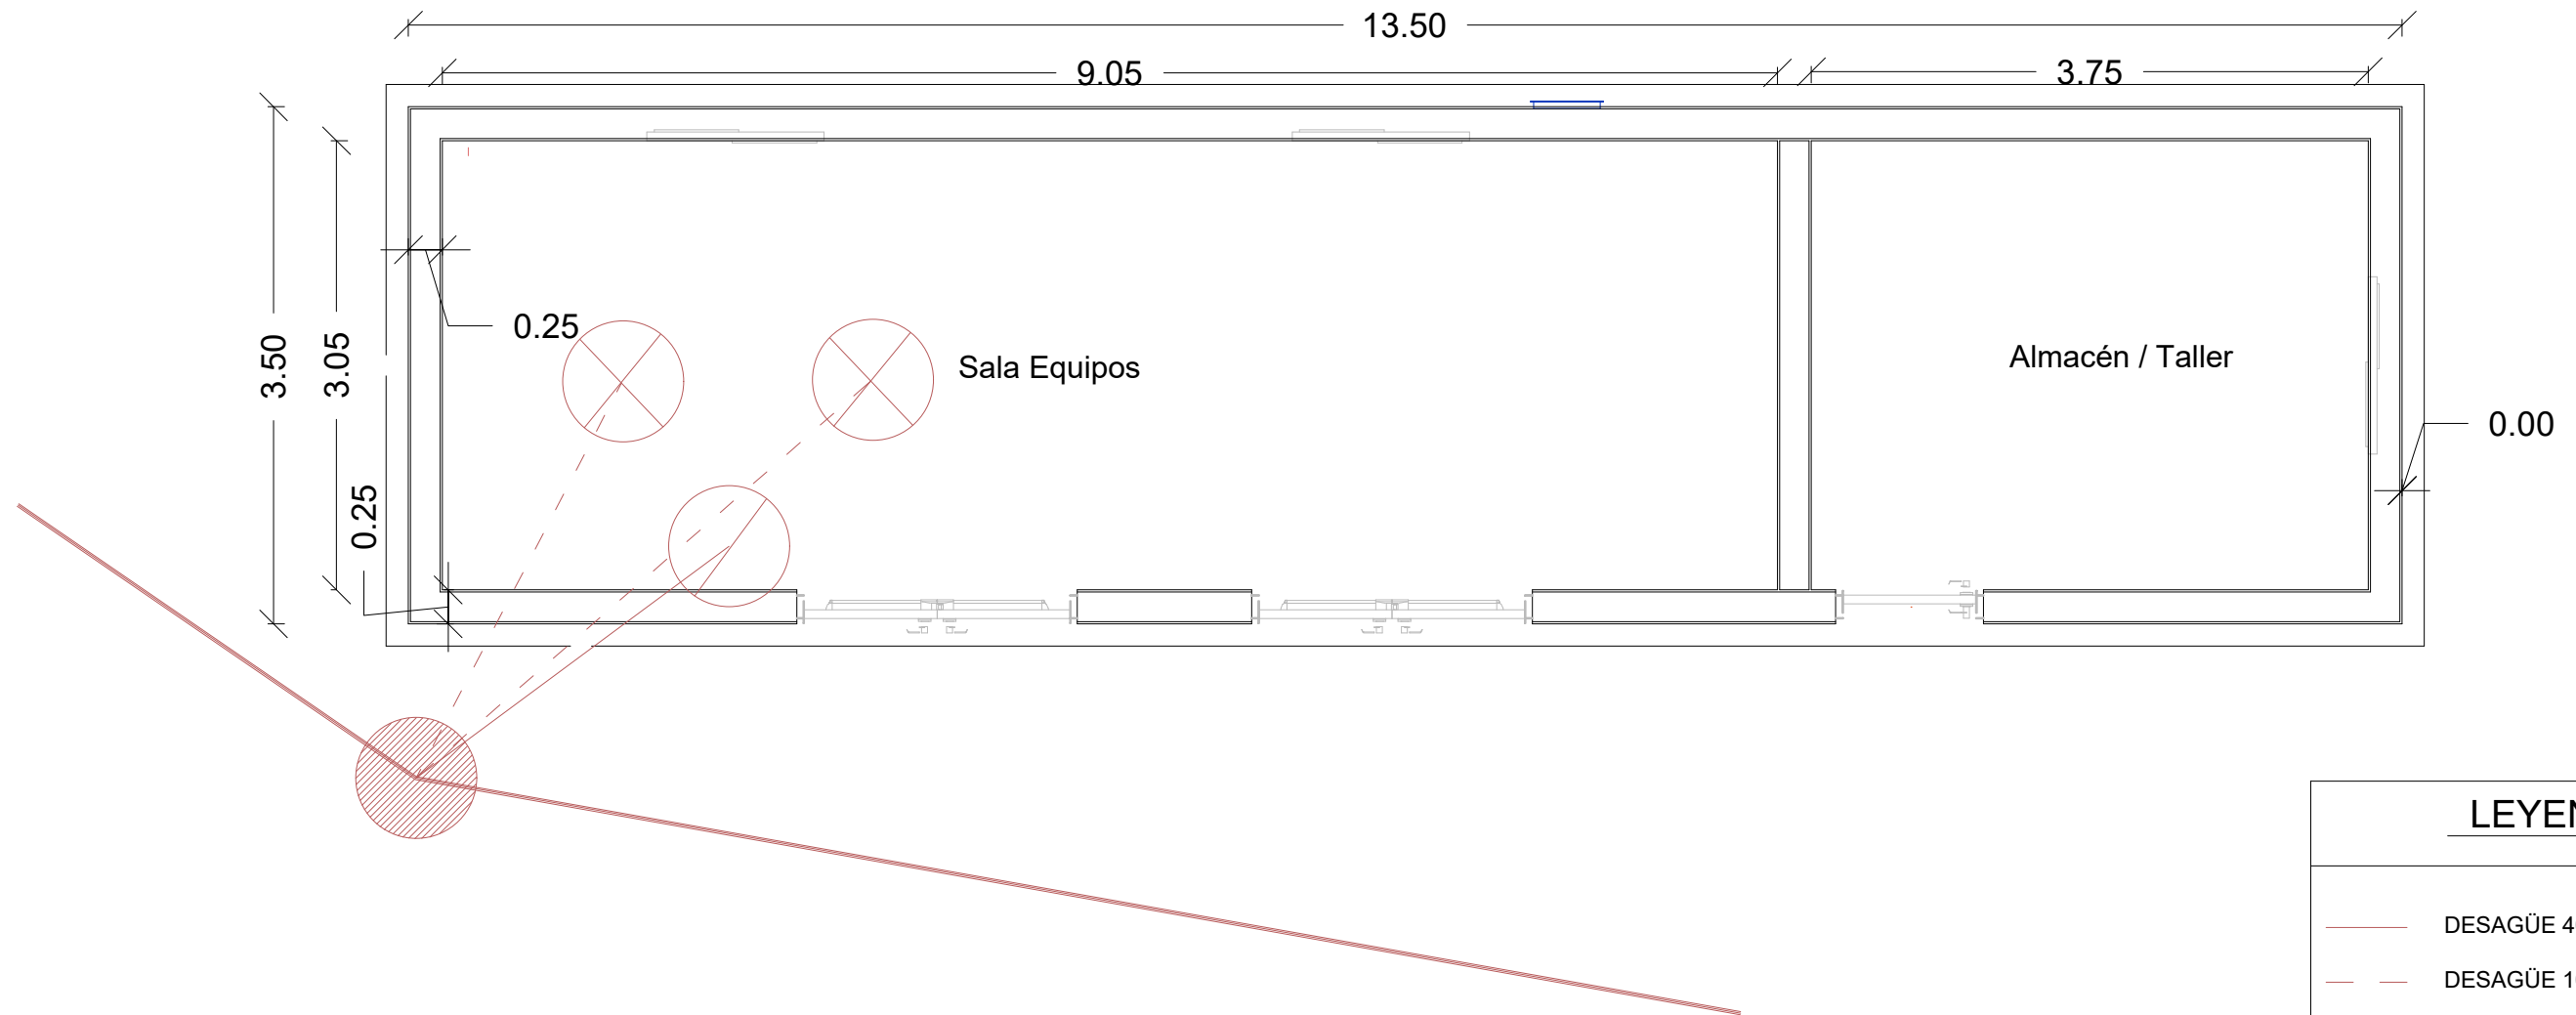 13.50
9.05
3.75
0.25
3.50
3.05
Sala Equipos
Almacén / Taller
0.00
0.25
LEYEN
DESAGÜE 4
DESAGÜE 1